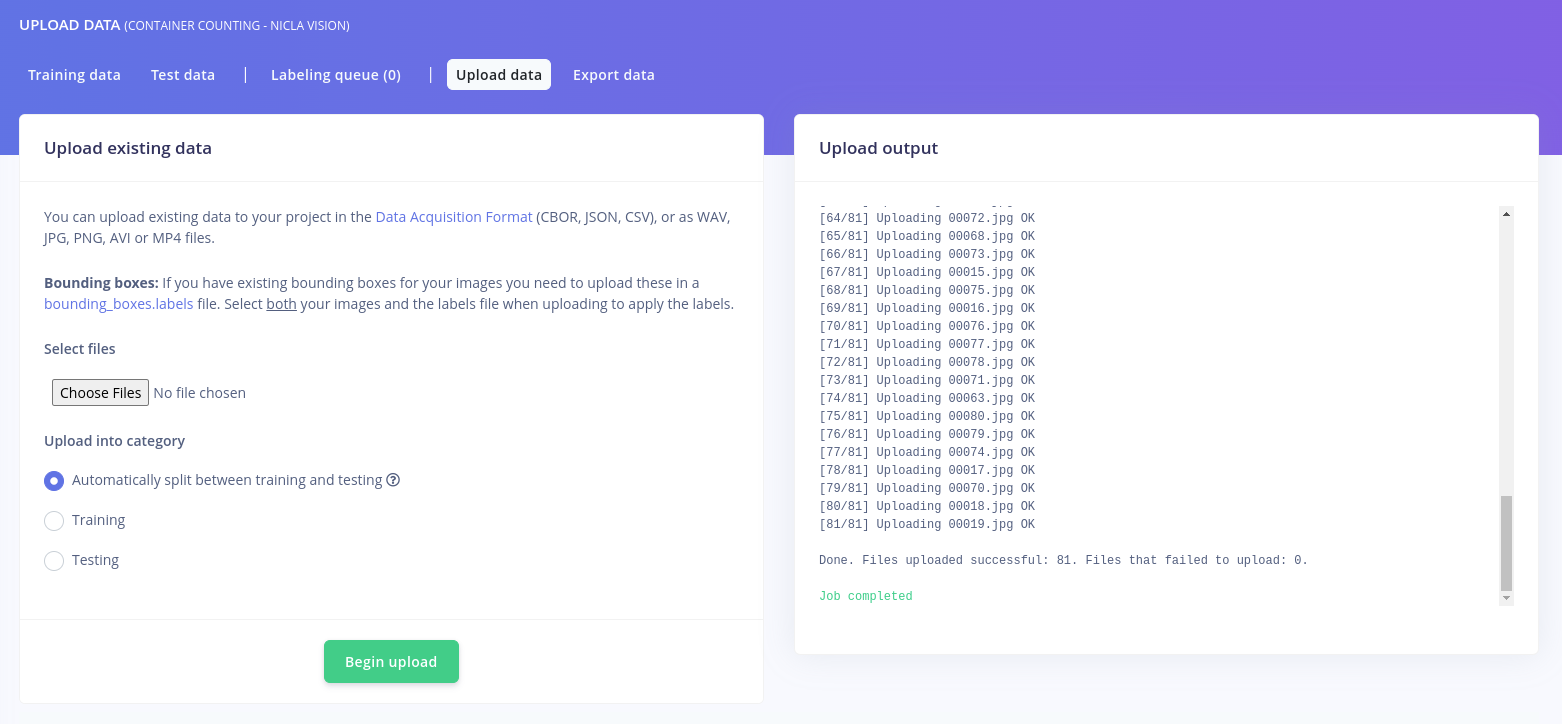 UPLOAD DATA (CONTAINER COUNTING - NICLA VISION)
Training data Test data | Labeling queue (0) | Upload data Export data
Upload existing data
You can upload existing data to your project in the Data Acquisition Format (CBOR, JSON, CSV), or as WAV,
JPG, PNG, AVI or MP4 files.
Bounding boxes: If you have existing bounding boxes for your images you need to upload these in a
bounding_boxes.labels file. Select both your images and the labels file when uploading to apply the labels.
Select files
Choose Files No file chosen
Upload into category
Automatically split between training and testing ?
Training
Testing
Begin upload
Upload output
[64/81] Uploading 00072.jpg OK
[65/81] Uploading 00068.jpg OK
[66/81] Uploading 00073.jpg OK
[67/81] Uploading 00015.jpg OK
[68/81] Uploading 00075.jpg OK
[69/81] Uploading 00016.jpg OK
[70/81] Uploading 00076.jpg OK
[71/81] Uploading 00077.jpg OK
[72/81] Uploading 00078.jpg OK
[73/81] Uploading 00071.jpg OK
[74/81] Uploading 00063.jpg OK
[75/81] Uploading 00080.jpg OK
[76/81] Uploading 00079.jpg OK
[77/81] Uploading 00074.jpg OK
[78/81] Uploading 00017.jpg OK
[79/81] Uploading 00070.jpg OK
[80/81] Uploading 00018.jpg OK
[81/81] Uploading 00019.jpg OK
Done. Files uploaded successful: 81. Files that failed to upload: 0.
Job completed